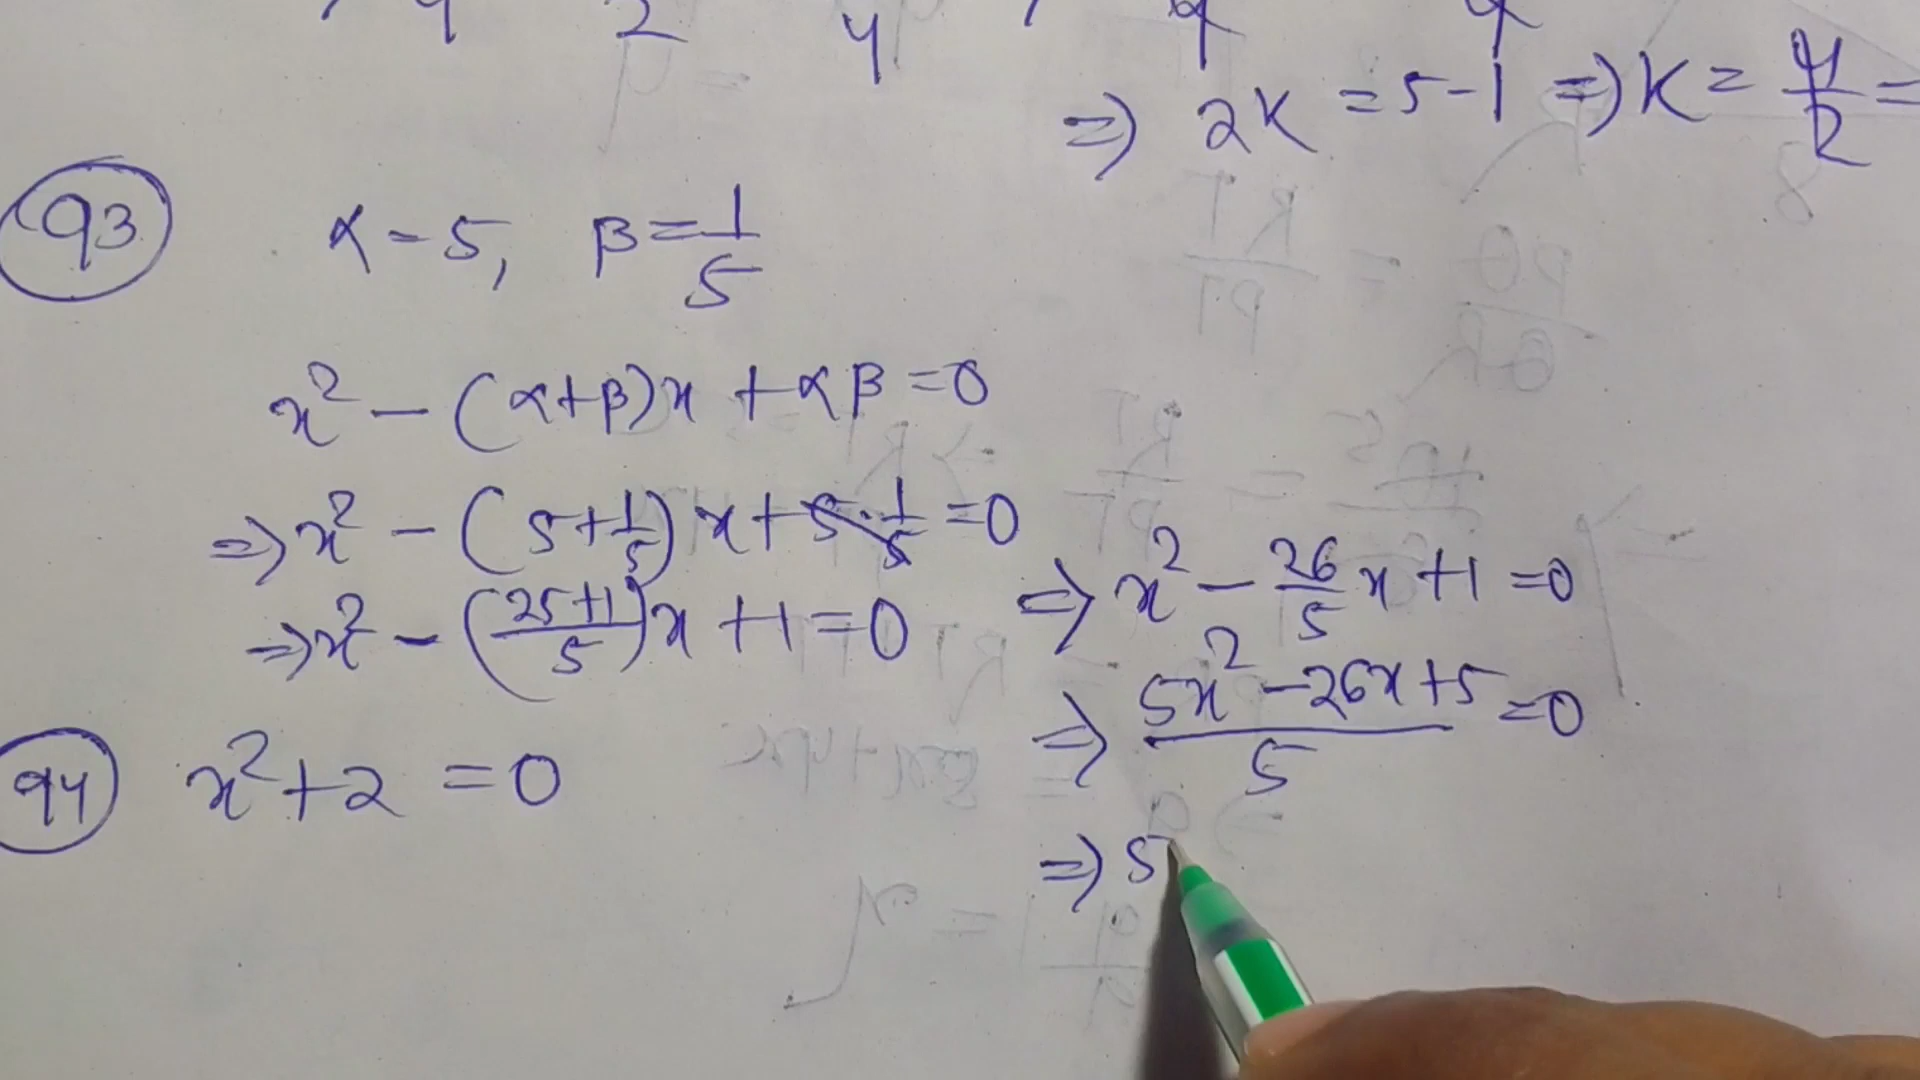 ⇒ 2K = 5-1 ⇒ K = 4/2 =
93 α - 5, β = 1/5
x² - (α+β)x + αβ = 0
⇒ x² - (5+1/5)x + 5·1/5 = 0
⇒ x² - (25+1/5)x + 1 = 0
⇒ x² - 26/5 x + 1 = 0
⇒ 5x² - 26x + 5 / 5 = 0
⇒ 5
94 x² + 2 = 0